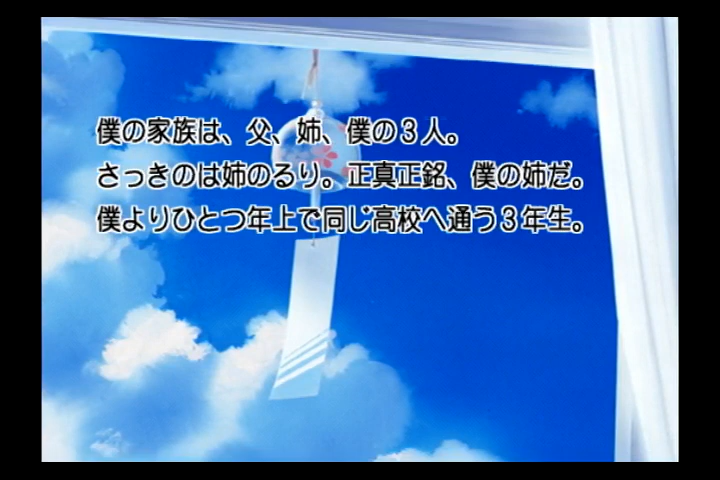 僕の家族は、父、姉、僕の３人。
さっきのは姉のるり。正真正銘、僕の姉だ。
僕よりひとつ年上で同じ高校へ通う３年生。